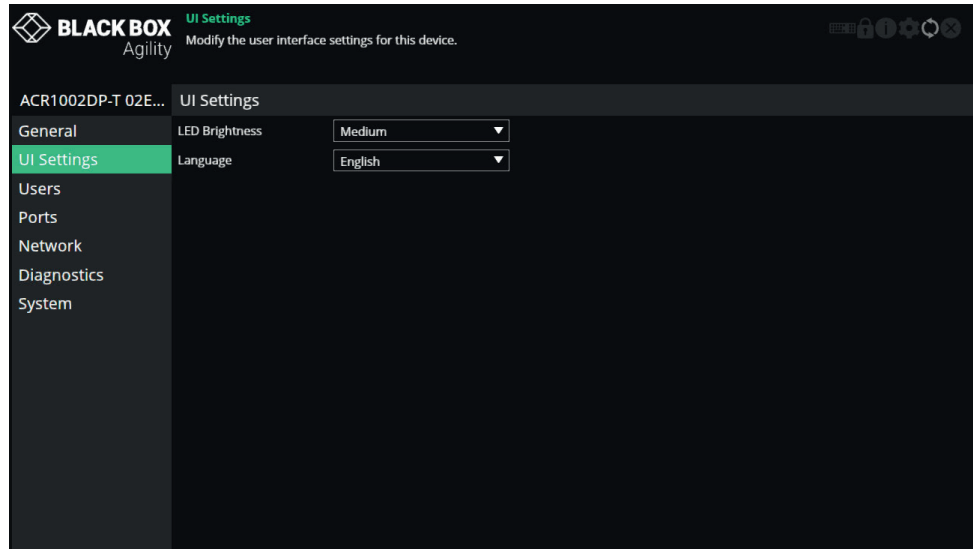 BLACK BOX
Agility
UI Settings
Modify the user interface settings for this device.
ACR1002DP-T 02E...
UI Settings
General
UI Settings
Users
Ports
Network
Diagnostics
System
LED Brightness
Medium
Language
English